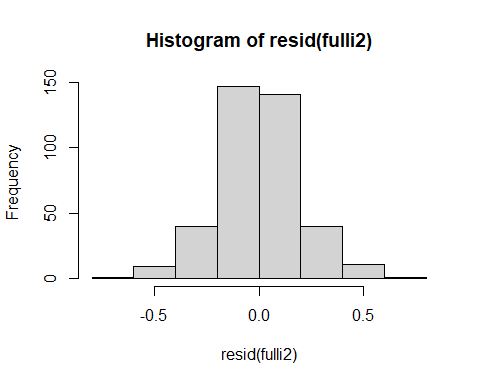 Histogram of resid(fulli2)
Frequency
150
100
50
0
-0.5 0.0 0.5
resid(fulli2)